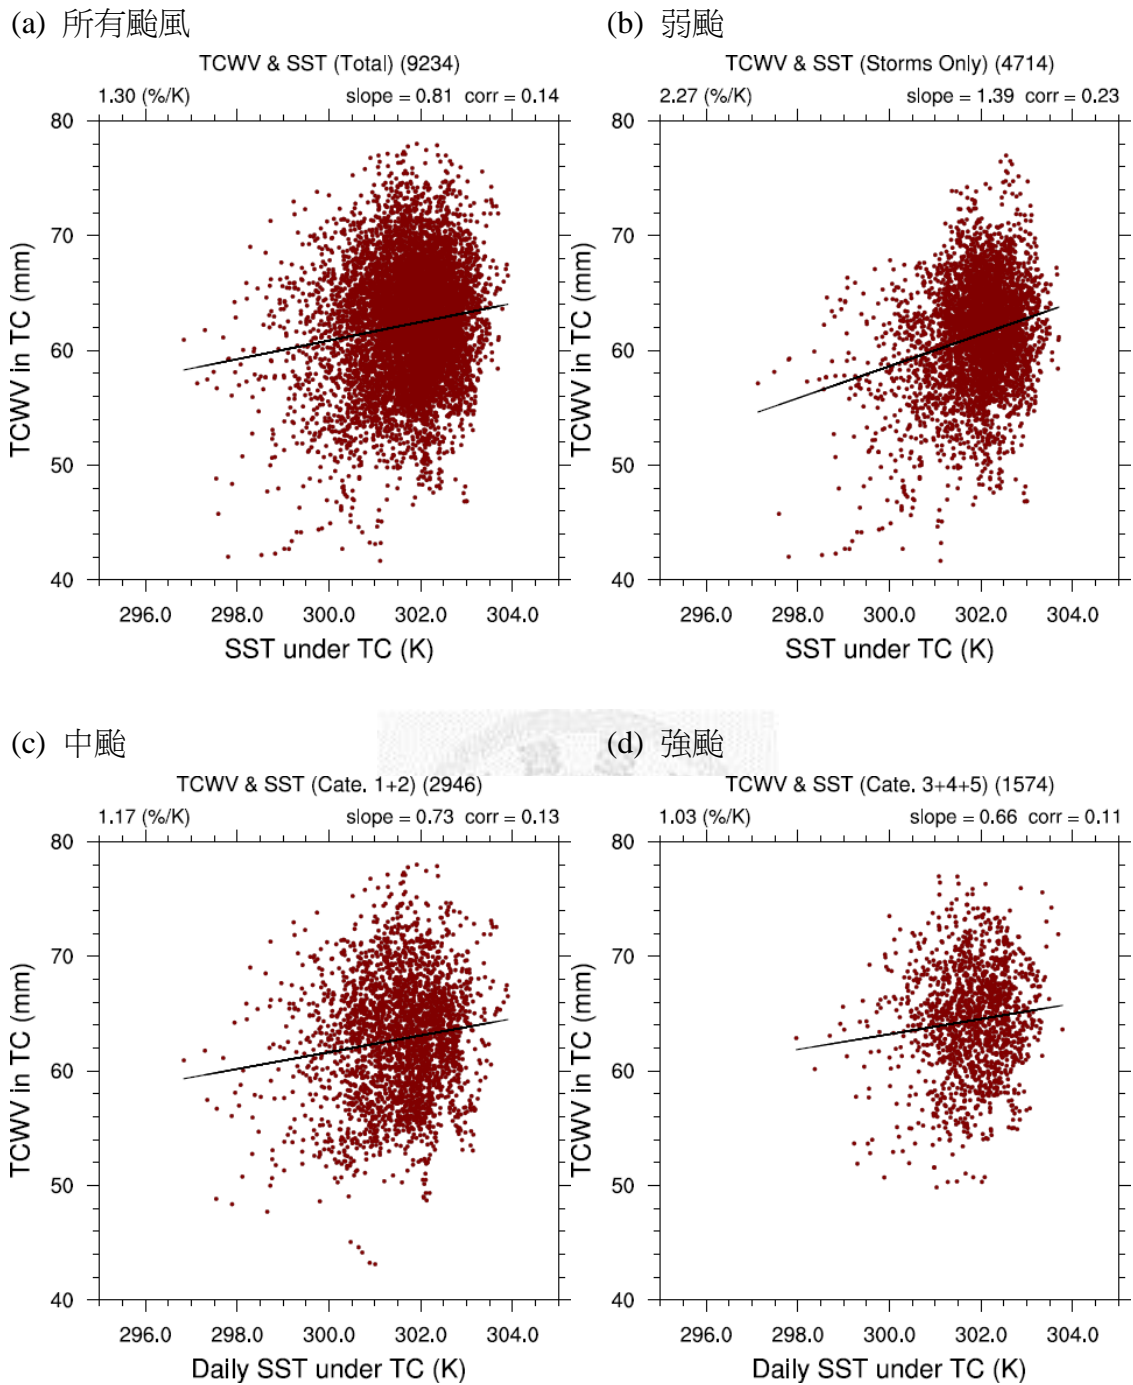 (a) 所有颱風
TCWV & SST (Total) (9234)
1.30 (%/K) slope = 0.81 corr = 0.14
80
70
60
50
40
TCWV in TC (mm)
296.0 298.0 300.0 302.0 304.0
SST under TC (K)
(b) 弱颱
TCWV & SST (Storms Only) (4714)
2.27 (%/K) slope = 1.39 corr = 0.23
80
70
60
50
40
TCWV in TC (mm)
296.0 298.0 300.0 302.0 304.0
SST under TC (K)
(c) 中颱
TCWV & SST (Cate. 1+2) (2946)
1.17 (%/K) slope = 0.73 corr = 0.13
80
70
60
50
40
TCWV in TC (mm)
296.0 298.0 300.0 302.0 304.0
Daily SST under TC (K)
(d) 強颱
TCWV & SST (Cate. 3+4+5) (1574)
1.03 (%/K) slope = 0.66 corr = 0.11
80
70
60
50
40
TCWV in TC (mm)
296.0 298.0 300.0 302.0 304.0
Daily SST under TC (K)